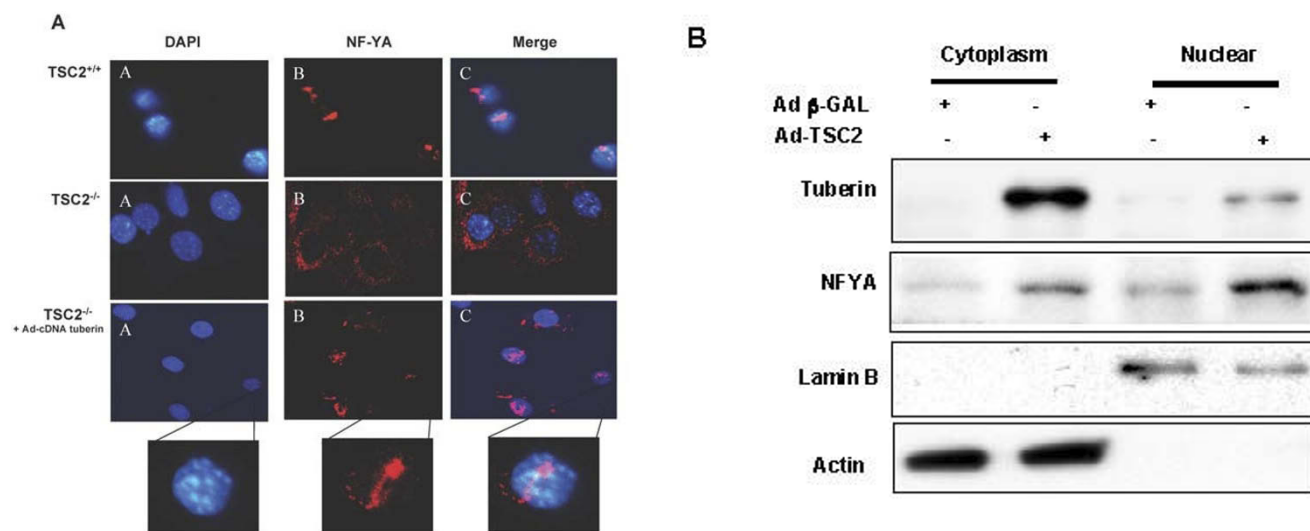 A
DAPI NF-YA Merge
TSC2+/+
A B C
TSC2-/-
A B C
TSC2-/-
+ Ad-cDNA tuberin
A B C
B
Cytoplasm Nuclear
Ad β-GAL + - + -
Ad-TSC2 - + - +
Tuberin
NFYA
Lamin B
Actin